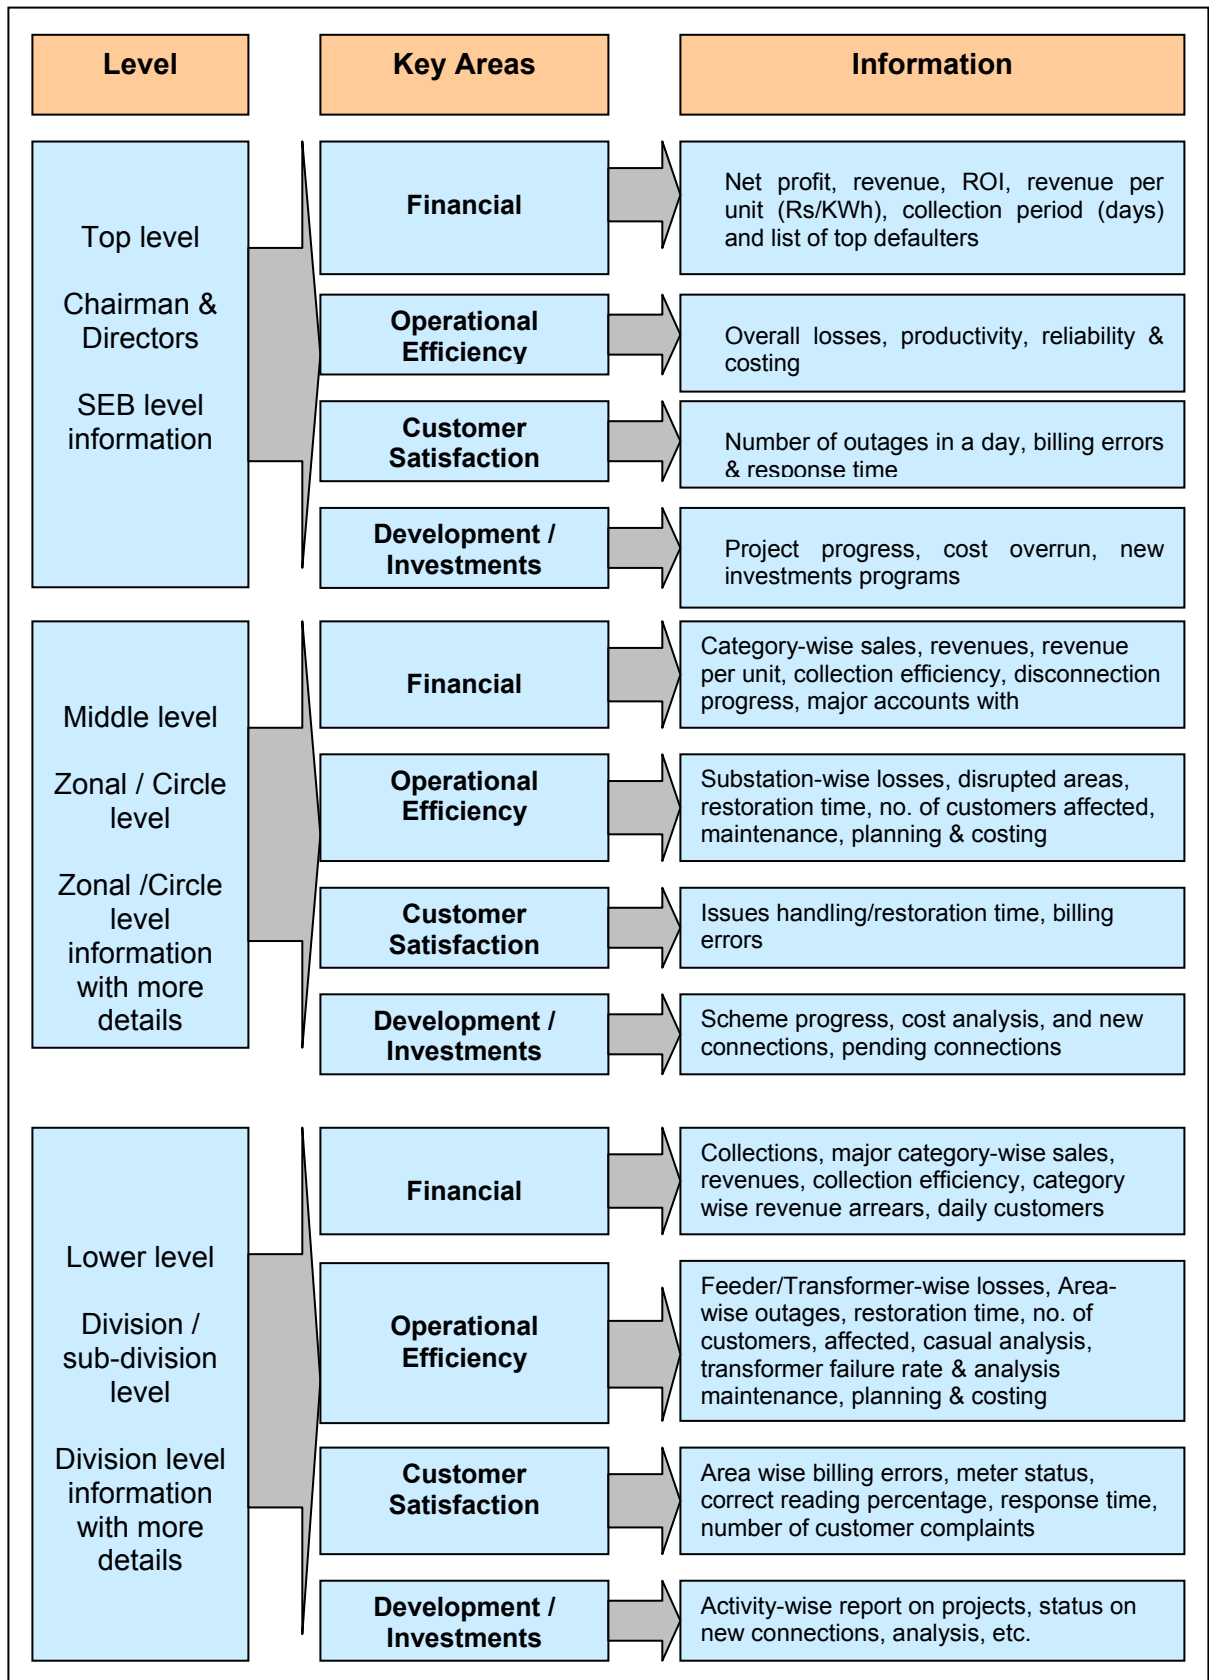 Level
Key Areas
Information
Top level
Chairman &
Directors
SEB level
information
Financial
Net profit, revenue, ROI, revenue per
unit (Rs/KWh), collection period (days)
and list of top defaulters
Operational
Efficiency
Overall losses, productivity, reliability &
costing
Customer
Satisfaction
Number of outages in a day, billing errors
& response time
Development /
Investments
Project progress, cost overrun, new
investments programs
Middle level
Zonal / Circle
level
Zonal /Circle
level
information
with more
details
Financial
Category-wise sales, revenues, revenue
per unit, collection efficiency, disconnection
progress, major accounts with
Operational
Efficiency
Substation-wise losses, disrupted areas,
restoration time, no. of customers affected,
maintenance, planning & costing
Customer
Satisfaction
Issues handling/restoration time, billing
errors
Development /
Investments
Scheme progress, cost analysis, and new
connections, pending connections
Lower level
Division /
sub-division
level
Division level
information
with more
details
Financial
Collections, major category-wise sales,
revenues, collection efficiency, category
wise revenue arrears, daily customers
Operational
Efficiency
Feeder/Transformer-wise losses, Area-
wise outages, restoration time, no. of
customers, affected, casual analysis,
transformer failure rate & analysis
maintenance, planning & costing
Customer
Satisfaction
Area wise billing errors, meter status,
correct reading percentage, response time,
number of customer complaints
Development /
Investments
Activity-wise report on projects, status on
new connections, analysis, etc.